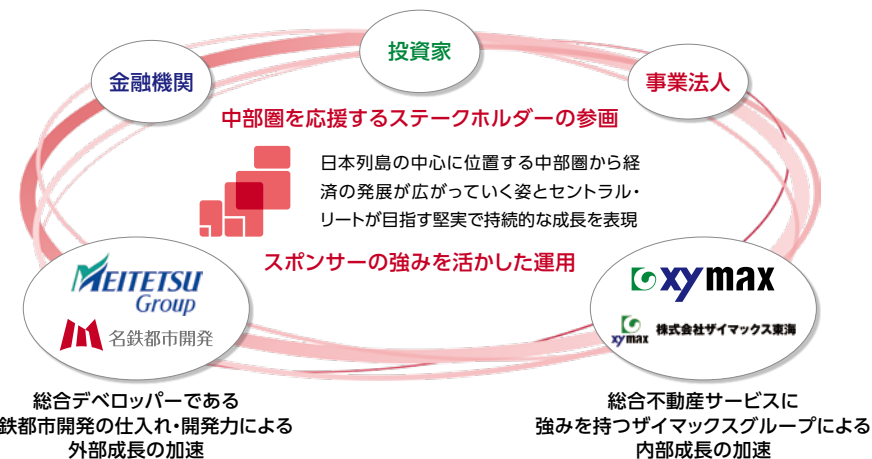 投資家
金融機関
事業法人
中部圏を応援するステークホルダーの参画
日本列島の中心に位置する中部圏から経
済の発展が広がっていく姿とセントラル・
リートが目指す堅実で持続的な成長を表現
スポンサーの強みを活かした運用
MEITETSU
Group
名鉄都市開発
xymax
xymax 株式会社ザイマックス東海
総合デベロッパーである
鉄都市開発の仕入れ・開発力による
外部成長の加速
総合不動産サービスに
強みを持つザイマックスグループによる
内部成長の加速